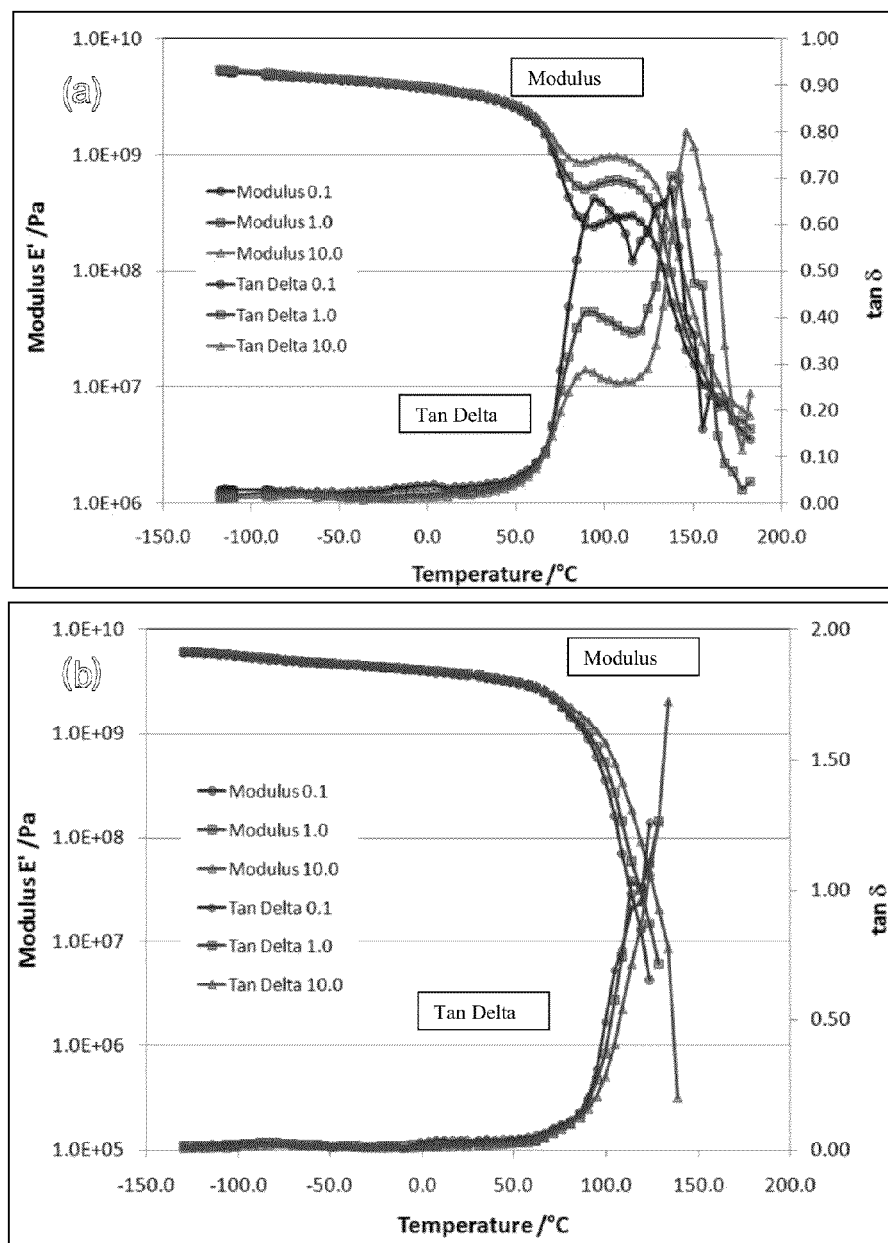 (a)
Modulus
Tan Delta
Modulus 0.1
Modulus 1.0
Modulus 10.0
Tan Delta 0.1
Tan Delta 1.0
Tan Delta 10.0
Modulus E' /Pa
1.0E+10
1.0E+09
1.0E+08
1.0E+07
1.0E+06
tan δ
1.00
0.90
0.80
0.70
0.60
0.50
0.40
0.30
0.20
0.10
0.00
-150.0 -100.0 -50.0 0.0 50.0 100.0 150.0 200.0
Temperature /°C
(b)
Modulus
Tan Delta
Modulus 0.1
Modulus 1.0
Modulus 10.0
Tan Delta 0.1
Tan Delta 1.0
Tan Delta 10.0
Modulus E' /Pa
1.0E+10
1.0E+09
1.0E+08
1.0E+07
1.0E+06
1.0E+05
tan δ
2.00
1.50
1.00
0.50
0.00
-150.0 -100.0 -50.0 0.0 50.0 100.0 150.0 200.0
Temperature /°C